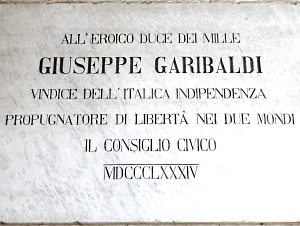 ALL'EROICO DUCE DEI MILLE
GIUSEPPE GARIBALDI
VINDICE DELL'ITALICA INDIPENDENZA
PROPUGNATORE DI LIBERTÀ NEI DUE MONDI
IL CONSIGLIO CIVICO
MDCCCLXXXIV